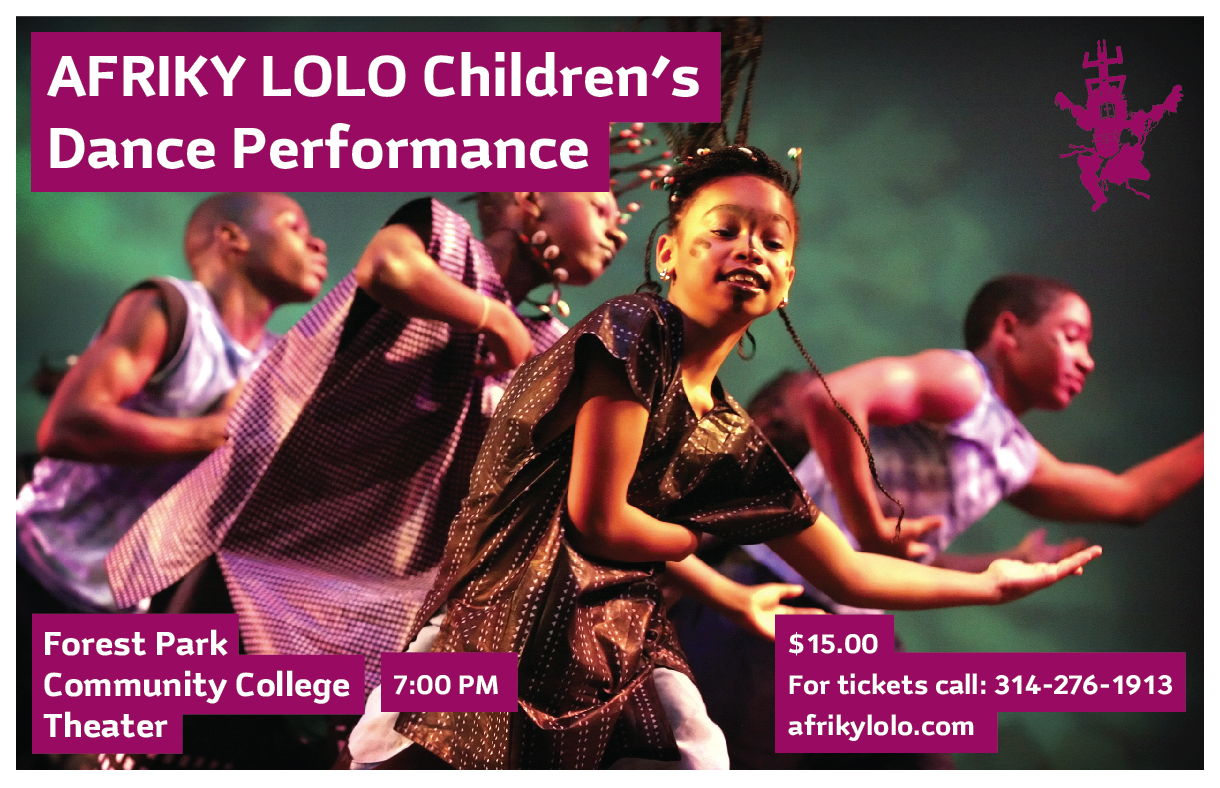 AFRIKY LOLO Children’s
Dance Performance
Forest Park
Community College
Theater
7:00 PM
$15.00
For tickets call: 314-276-1913
afrikylolo.com